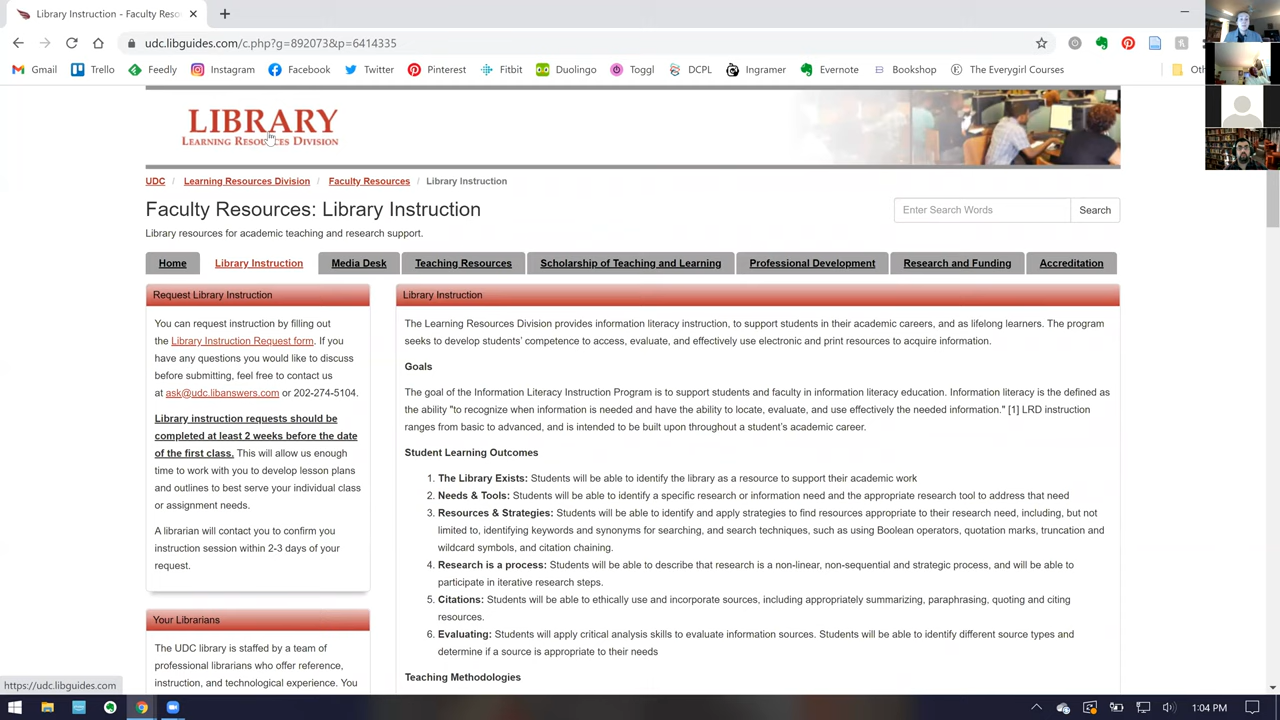 Library Instruction - Faculty Reso
udc.libguides.com/c.php?g=892073&p=6414335
Gmail Trello Feedly Instagram Facebook Twitter Pinterest Fitbit Duolingo Toggl DCPL Ingramer Evernote Bookshop The Everygirl Courses
LIBRARY
LEARNING RESOURCES DIVISION
UDC / Learning Resources Division / Faculty Resources / Library Instruction
Faculty Resources: Library Instruction
Enter Search Words Search
Library resources for academic teaching and research support.
Home Library Instruction Media Desk Teaching Resources Scholarship of Teaching and Learning Professional Development Research and Funding Accreditation
Request Library Instruction
You can request instruction by filling out
the Library Instruction Request form. If you
have any questions you would like to discuss
before submitting, feel free to contact us
at ask@udc.libanswers.com or 202-274-5104.
Library instruction requests should be
completed at least 2 weeks before the date
of the first class. This will allow us enough
time to work with you to develop lesson plans
and outlines to best serve your individual class
or assignment needs.
A librarian will contact you to confirm you
instruction session within 2-3 days of your
request.
Your Librarians
The UDC library is staffed by a team of
professional librarians who offer reference,
instruction, and technological experience. You
Library Instruction
The Learning Resources Division provides information literacy instruction, to support students in their academic careers, and as lifelong learners. The program
seeks to develop students' competence to access, evaluate, and effectively use electronic and print resources to acquire information.
Goals
The goal of the Information Literacy Instruction Program is to support students and faculty in information literacy education. Information literacy is the defined as
the ability "to recognize when information is needed and have the ability to locate, evaluate, and use effectively the needed information." [1] LRD instruction
ranges from basic to advanced, and is intended to be built upon throughout a student's academic career.
Student Learning Outcomes
1. The Library Exists: Students will be able to identify the library as a resource to support their academic work
2. Needs & Tools: Students will be able to identify a specific research or information need and the appropriate research tool to address that need
3. Resources & Strategies: Students will be able to identify and apply strategies to find resources appropriate to their research need, including, but not
limited to, identifying keywords and synonyms for searching, and search techniques, such as using Boolean operators, quotation marks, truncation and
wildcard symbols, and citation chaining.
4. Research is a process: Students will be able to describe that research is a non-linear, non-sequential and strategic process, and will be able to
participate in iterative research steps.
5. Citations: Students will be able to ethically use and incorporate sources, including appropriately summarizing, paraphrasing, quoting and citing
resources.
6. Evaluating: Students will apply critical analysis skills to evaluate information sources. Students will be able to identify different source types and
determine if a source is appropriate to their needs
Teaching Methodologies
https://udc.libguides.com
1:04 PM